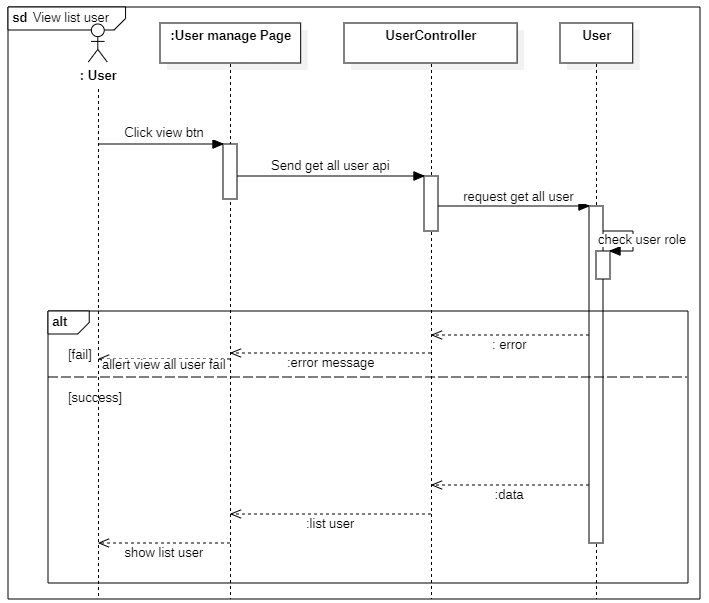 sd View list user
:User manage Page
UserController
User
: User
Click view btn
Send get all user api
request get all user
check user role
alt
: error
[fail]
:error message
allert view all user fail
[success]
:data
:list user
show list user